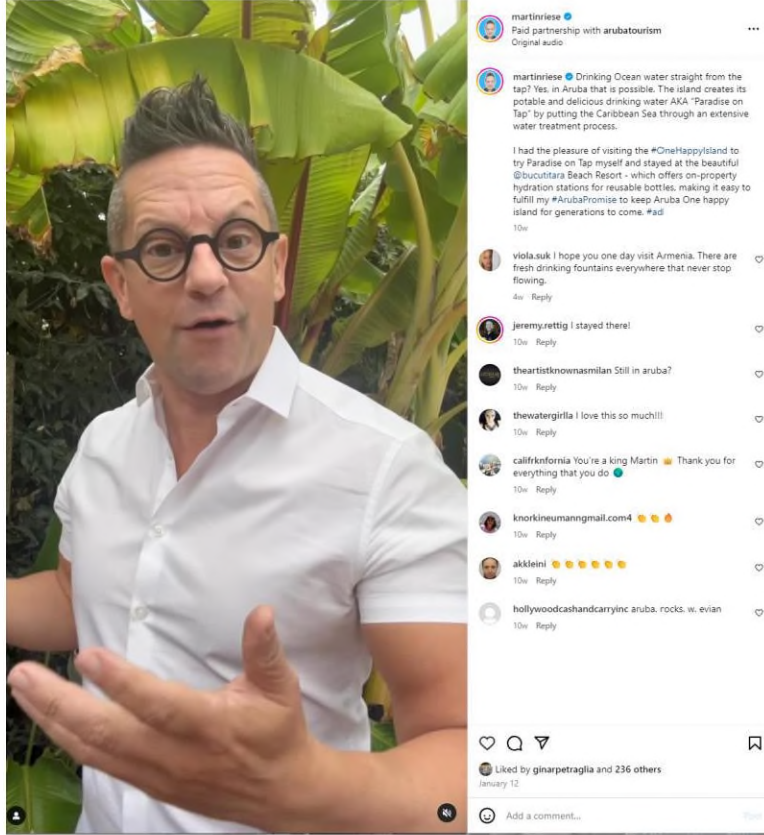 martinriese
Paid partnership with arubatourism
Original audio
martinriese Drinking Ocean water straight from the
tap? Yes, in Aruba that is possible. The island creates its
potable and delicious drinking water AKA "Paradise on
Tap" by putting the Caribbean Sea through an extensive
water treatment process.
I had the pleasure of visiting the #OneHappyIsland to
try Paradise on Tap myself and stayed at the beautiful
@bucutitara Beach Resort - which offers on-property
hydration stations for reusable bottles, making it easy to
fulfill my #ArubaPromise to keep Aruba One happy
island for generations to come. #ad
10w
viola.suk I hope you one day visit Armenia. There are
fresh drinking fountains everywhere that never stop
flowing.
4w Reply
jeremy.rettig I stayed there!
10w Reply
theartistknownasmilan Still in aruba?
10w Reply
thewatergirlla I love this so much!!!
10w Reply
califrknfornia You're a king Martin 👑 Thank you for
everything that you do 🌎
10w Reply
knorkineumanngmail.com4 👏 👏 🔥
10w Reply
akkleini 👏 👏 👏 👏 👏 👏
10w Reply
hollywoodcashandcarryinc aruba. rocks. w. evian
10w Reply
Liked by ginarpetraglia and 236 others
January 12
Add a comment...
Post